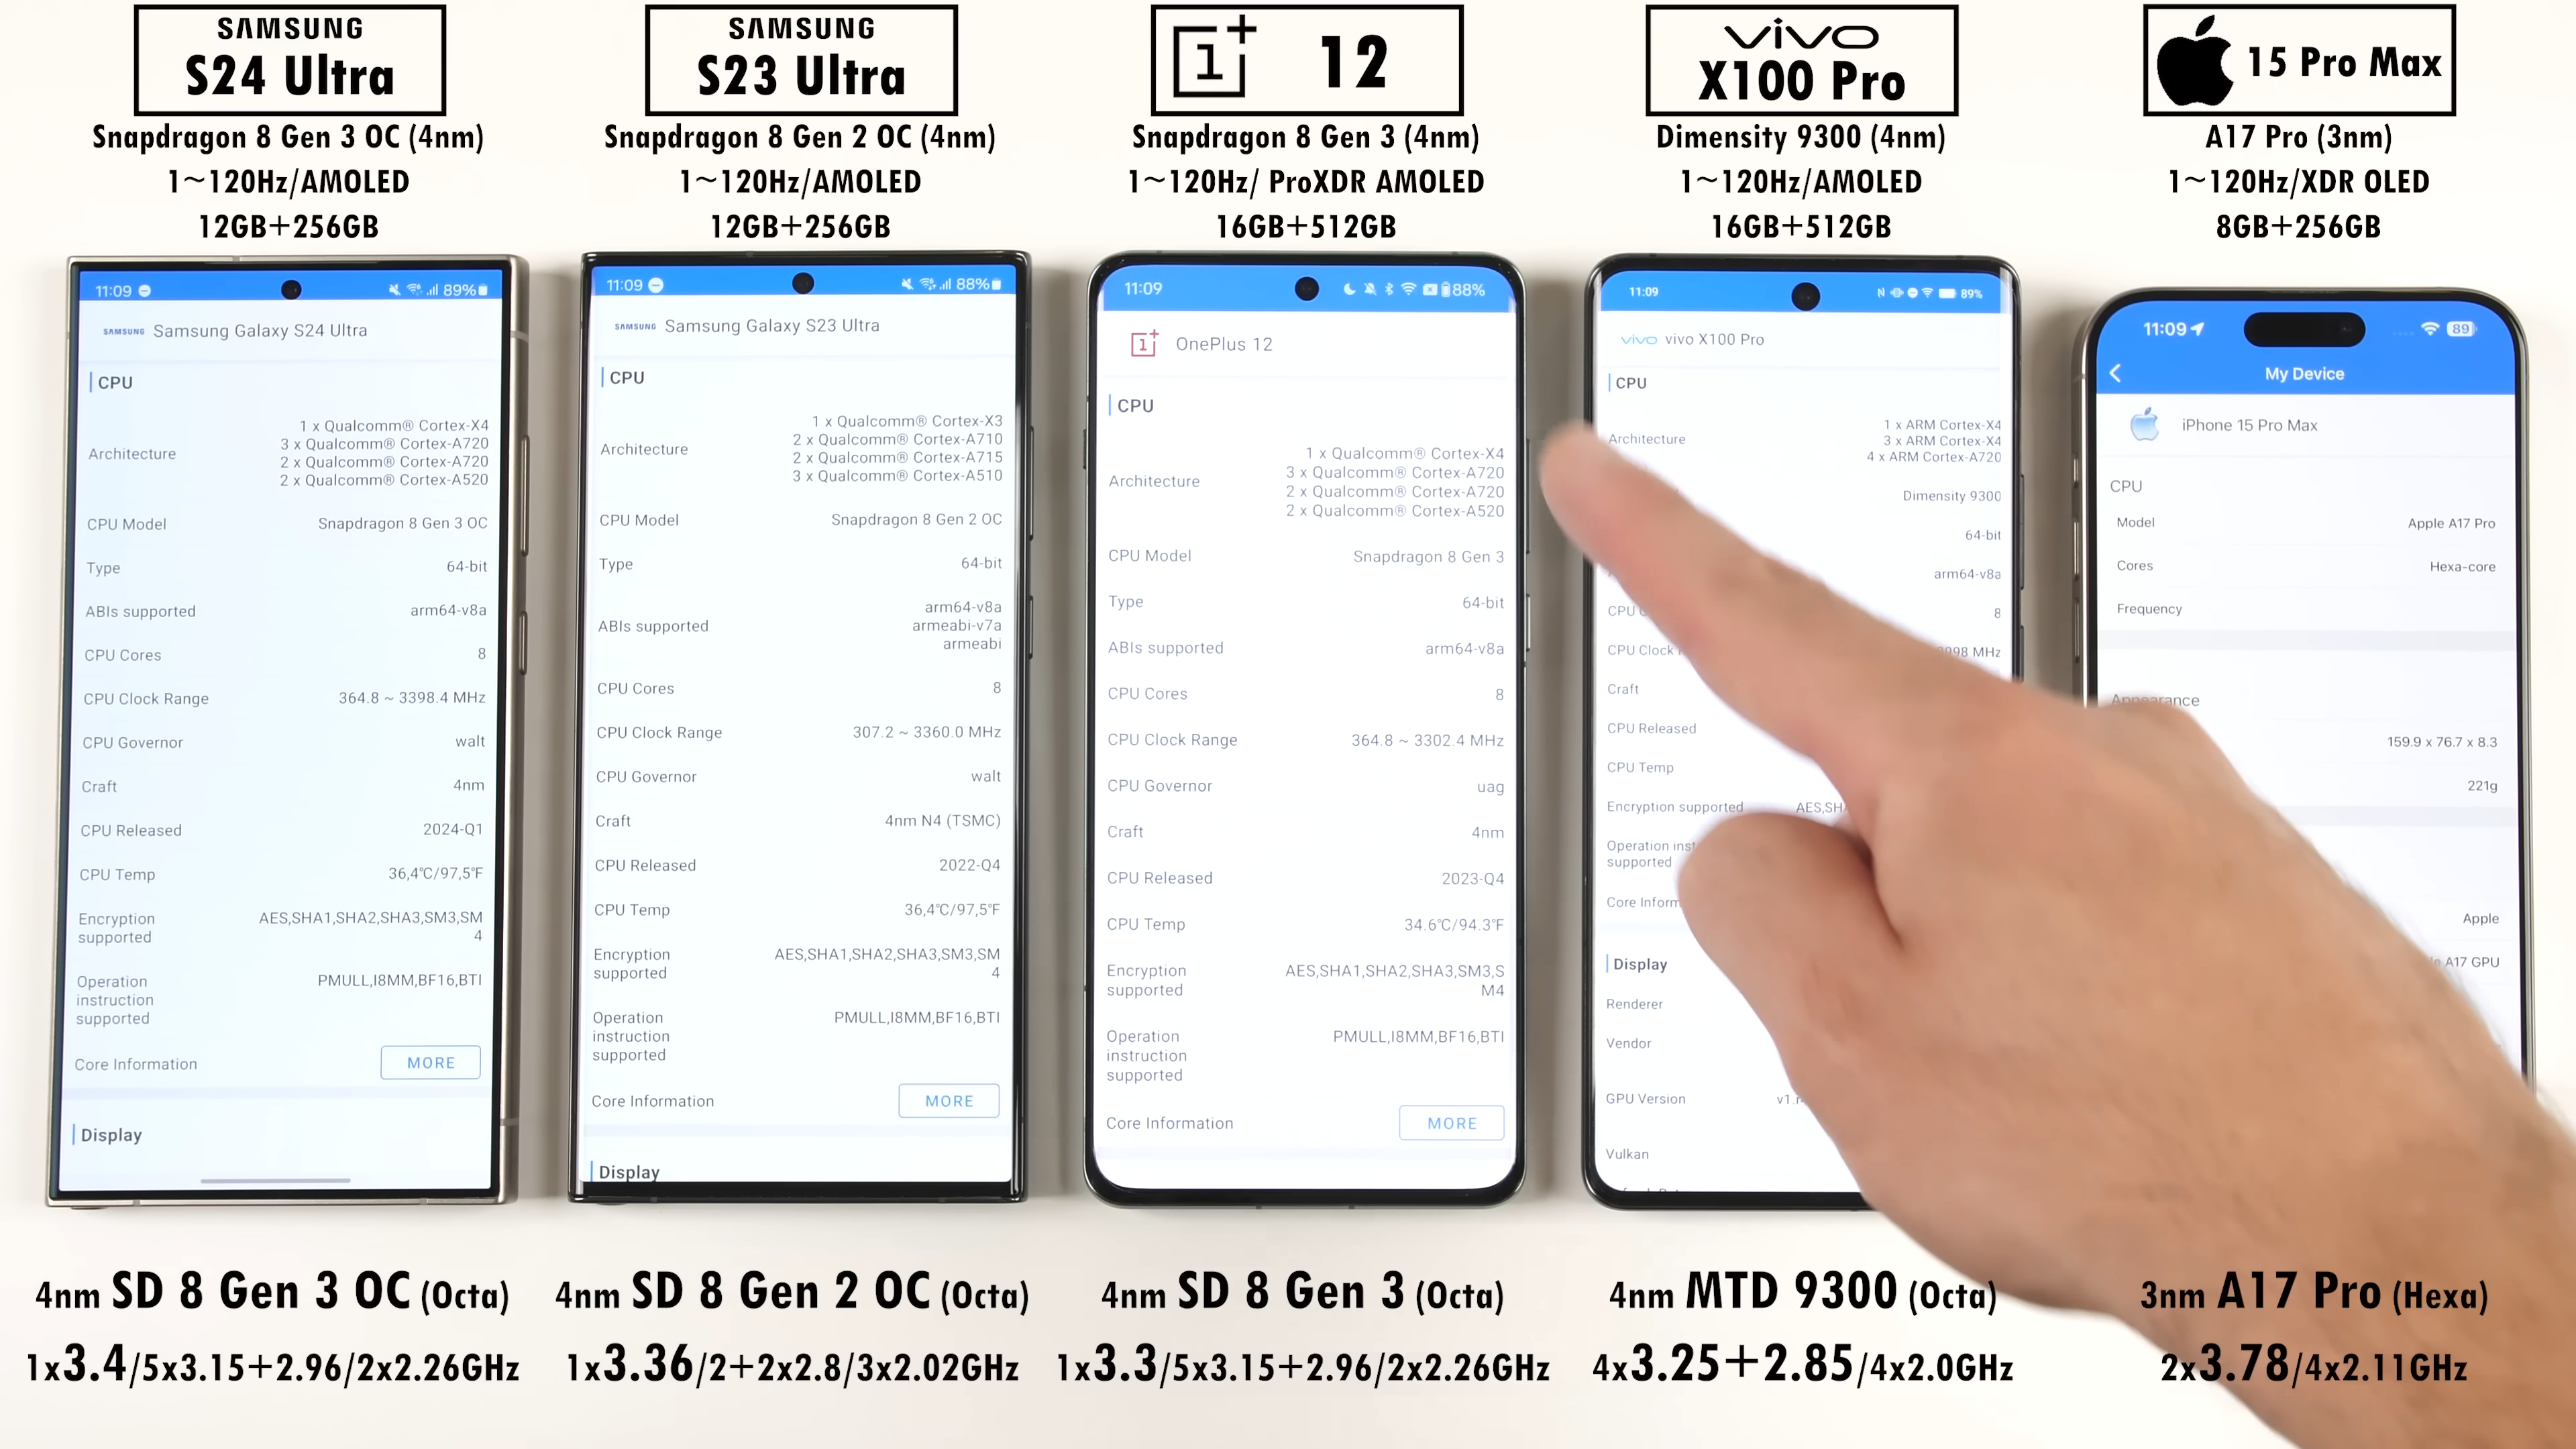 SAMSUNG
S24 Ultra
Snapdragon 8 Gen 3 OC (4nm)
1~120Hz/AMOLED
12GB+256GB
SAMSUNG
S23 Ultra
Snapdragon 8 Gen 2 OC (4nm)
1~120Hz/AMOLED
12GB+256GB
1+ 12
Snapdragon 8 Gen 3 (4nm)
1~120Hz/ ProXDR AMOLED
16GB+512GB
vivo
X100 Pro
Dimensity 9300 (4nm)
1~120Hz/AMOLED
16GB+512GB
15 Pro Max
A17 Pro (3nm)
1~120Hz/XDR OLED
8GB+256GB
11:09 89%
SAMSUNG Samsung Galaxy S24 Ultra
CPU
Architecture
1 x Qualcomm® Cortex-X4
3 x Qualcomm® Cortex-A720
2 x Qualcomm® Cortex-A720
2 x Qualcomm® Cortex-A520
CPU Model Snapdragon 8 Gen 3 OC
Type 64-bit
ABIs supported arm64-v8a
CPU Cores 8
CPU Clock Range 364.8 ~ 3398.4 MHz
CPU Governor walt
Craft 4nm
CPU Released 2024-Q1
CPU Temp 36,4℃/97,5℉
Encryption supported AES,SHA1,SHA2,SHA3,SM3,SM
4
Operation
instruction
supported
PMULL,I8MM,BF16,BTI
Core Information MORE
Display
11:09 88%
SAMSUNG Samsung Galaxy S23 Ultra
CPU
Architecture
1 x Qualcomm® Cortex-X3
2 x Qualcomm® Cortex-A710
2 x Qualcomm® Cortex-A715
3 x Qualcomm® Cortex-A510
CPU Model Snapdragon 8 Gen 2 OC
Type 64-bit
ABIs supported
arm64-v8a
armeabi-v7a
armeabi
CPU Cores 8
CPU Clock Range 307.2 ~ 3360.0 MHz
CPU Governor walt
Craft 4nm N4 (TSMC)
CPU Released 2022-Q4
CPU Temp 36,4℃/97,5℉
Encryption supported AES,SHA1,SHA2,SHA3,SM3,SM
4
Operation
instruction
supported
PMULL,I8MM,BF16,BTI
Core Information MORE
Display
11:09 88%
1+ OnePlus 12
CPU
Architecture
1 x Qualcomm® Cortex-X4
3 x Qualcomm® Cortex-A720
2 x Qualcomm® Cortex-A720
2 x Qualcomm® Cortex-A520
CPU Model Snapdragon 8 Gen 3
Type 64-bit
ABIs supported arm64-v8a
CPU Cores 8
CPU Clock Range 364.8 ~ 3302.4 MHz
CPU Governor uag
Craft 4nm
CPU Released 2023-Q4
CPU Temp 34.6℃/94.3℉
Encryption supported AES,SHA1,SHA2,SHA3,SM3,S
M4
Operation
instruction
supported
PMULL,I8MM,BF16,BTI
Core Information MORE
11:09 89%
vivo vivo X100 Pro
CPU
Architecture
1 x ARM Cortex-X4
3 x ARM Cortex-X4
4 x ARM Cortex-A720
Dimensity 9300
64-bit
arm64-v8a
CPU 8
CPU Clock MHz
Craft
CPU Released
CPU Temp
Encryption supported
Operation
supported
Core
Display
Renderer
Vendor
GPU Version
Vulkan
11:09 89
My Device
iPhone 15 Pro Max
CPU
Model Apple A17 Pro
Cores Hexa-core
Frequency
Appearance
159.9 x 76.7 x 8.3
221g
Apple
A17 GPU
4nm SD 8 Gen 3 OC (Octa)
1x3.4/5x3.15+2.96/2x2.26GHz
4nm SD 8 Gen 2 OC (Octa)
1x3.36/2+2x2.8/3x2.02GHz
4nm SD 8 Gen 3 (Octa)
1x3.3/5x3.15+2.96/2x2.26GHz
4nm MTD 9300 (Octa)
4x3.25+2.85/4x2.0GHz
3nm A17 Pro (Hexa)
2x3.78/4x2.11GHz